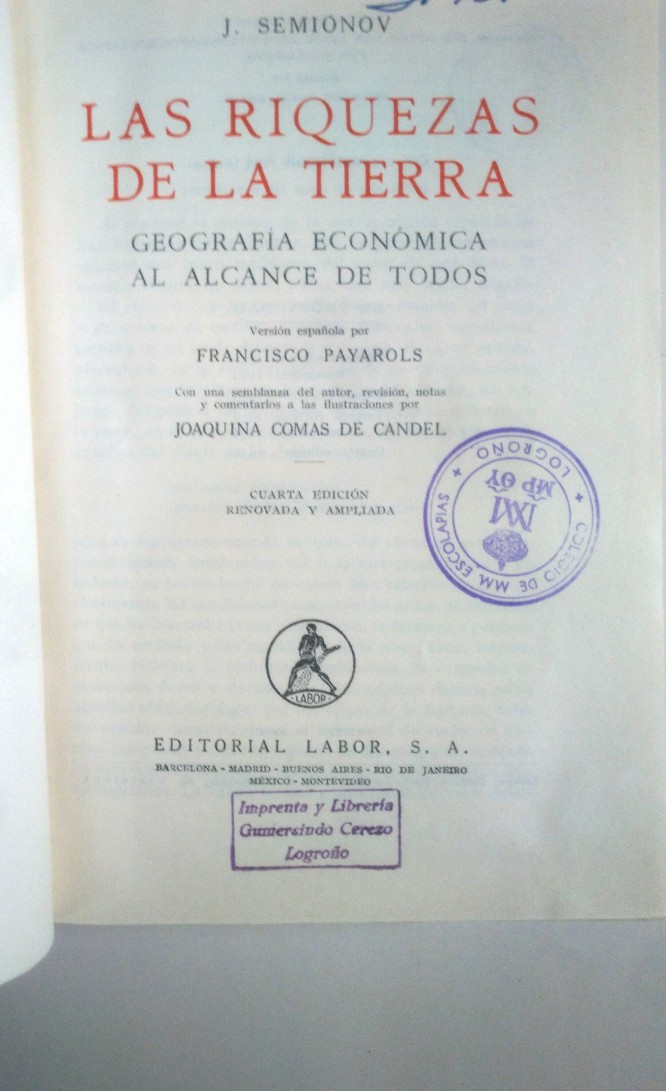 J. SEMIONOV
LAS RIQUEZAS
DE LA TIERRA
GEOGRAFÍA ECONÓMICA
AL ALCANCE DE TODOS
Versión española por
FRANCISCO PAYAROLS
Con una semblanza del autor, revisión, notas
y comentarios a las ilustraciones por
JOAQUINA COMAS DE CANDEL
CUARTA EDICIÓN
RENOVADA Y AMPLIADA
COLEGIO DE MM. ESCOLAPIAS
LOGROÑO
LABOR
EDITORIAL LABOR, S. A.
BARCELONA - MADRID - BUENOS AIRES - RIO DE JANEIRO
MÉXICO - MONTEVIDEO
Imprenta y Librería
Gumersindo Cerezo
Logroño